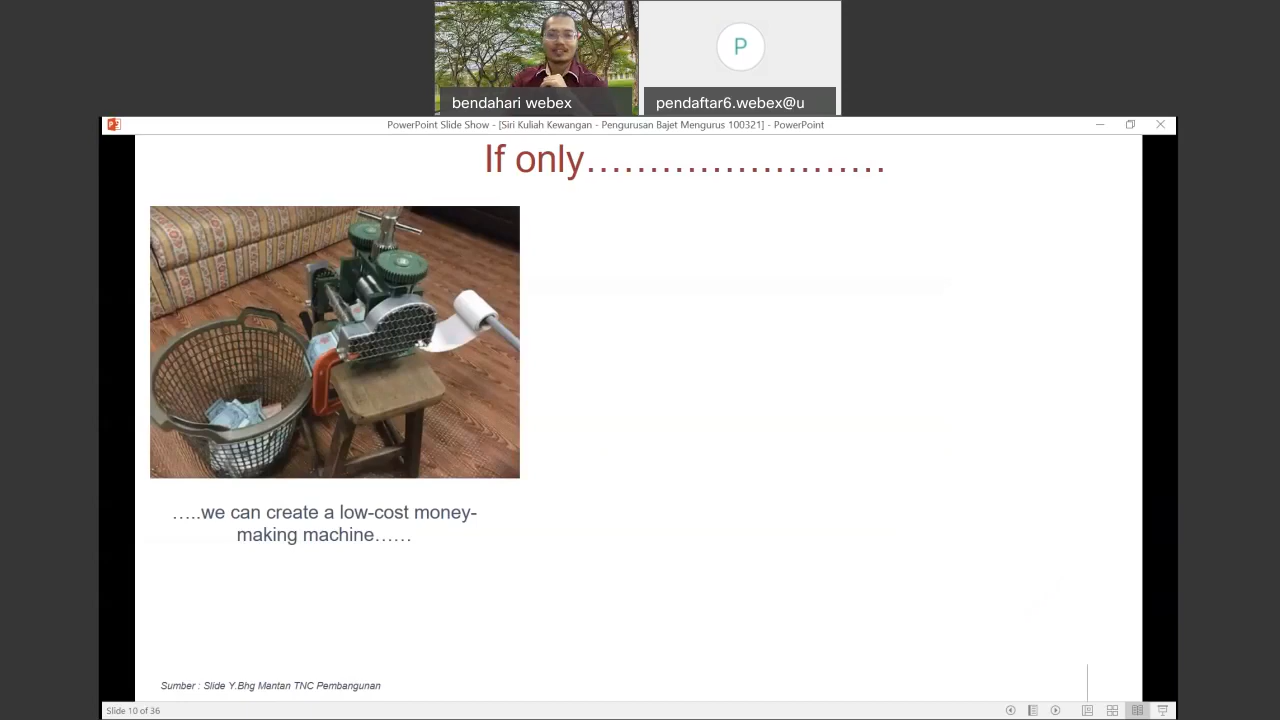 bendahari webex
P
pendaftar6.webex@u
PowerPoint Slide Show - [Siri Kuliah Kewangan - Pengurusan Bajet Mengurus 100321] - PowerPoint
If only........................
…..we can create a low-cost money-
making machine……
Sumber : Slide Y.Bhg Mantan TNC Pembangunan
Slide 10 of 36